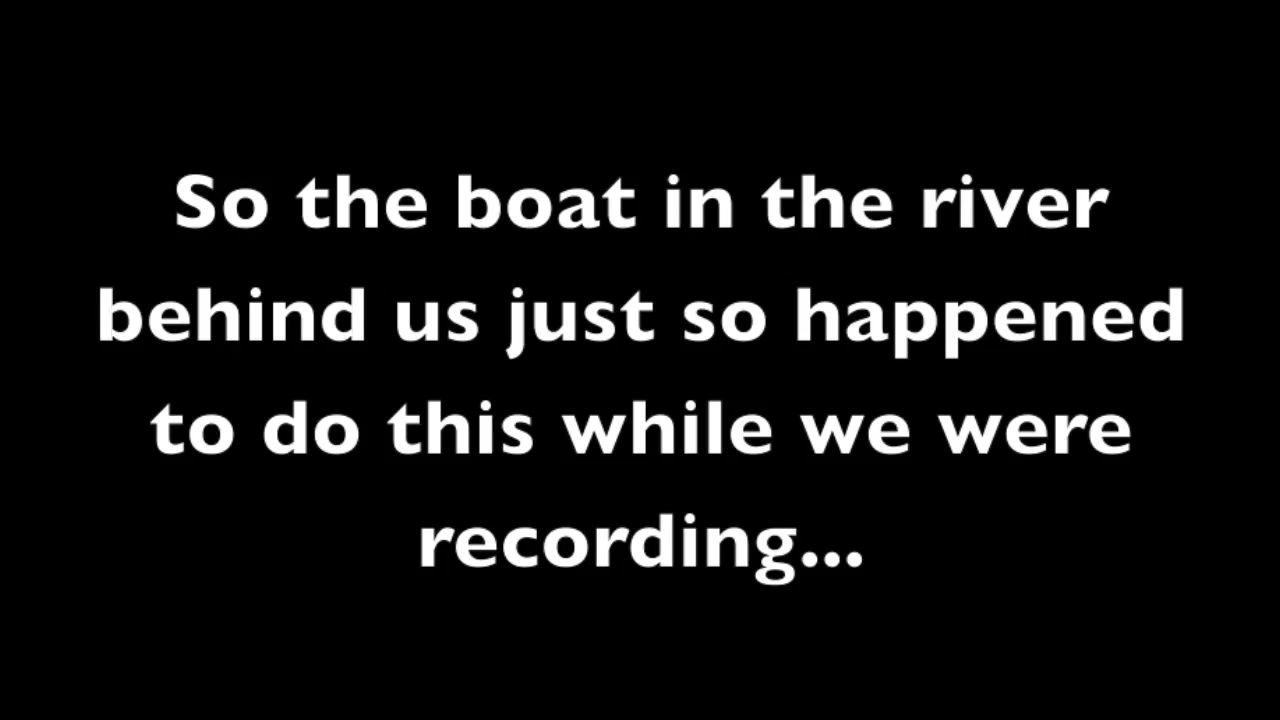 So the boat in the river
behind us just so happened
to do this while we were
recording...